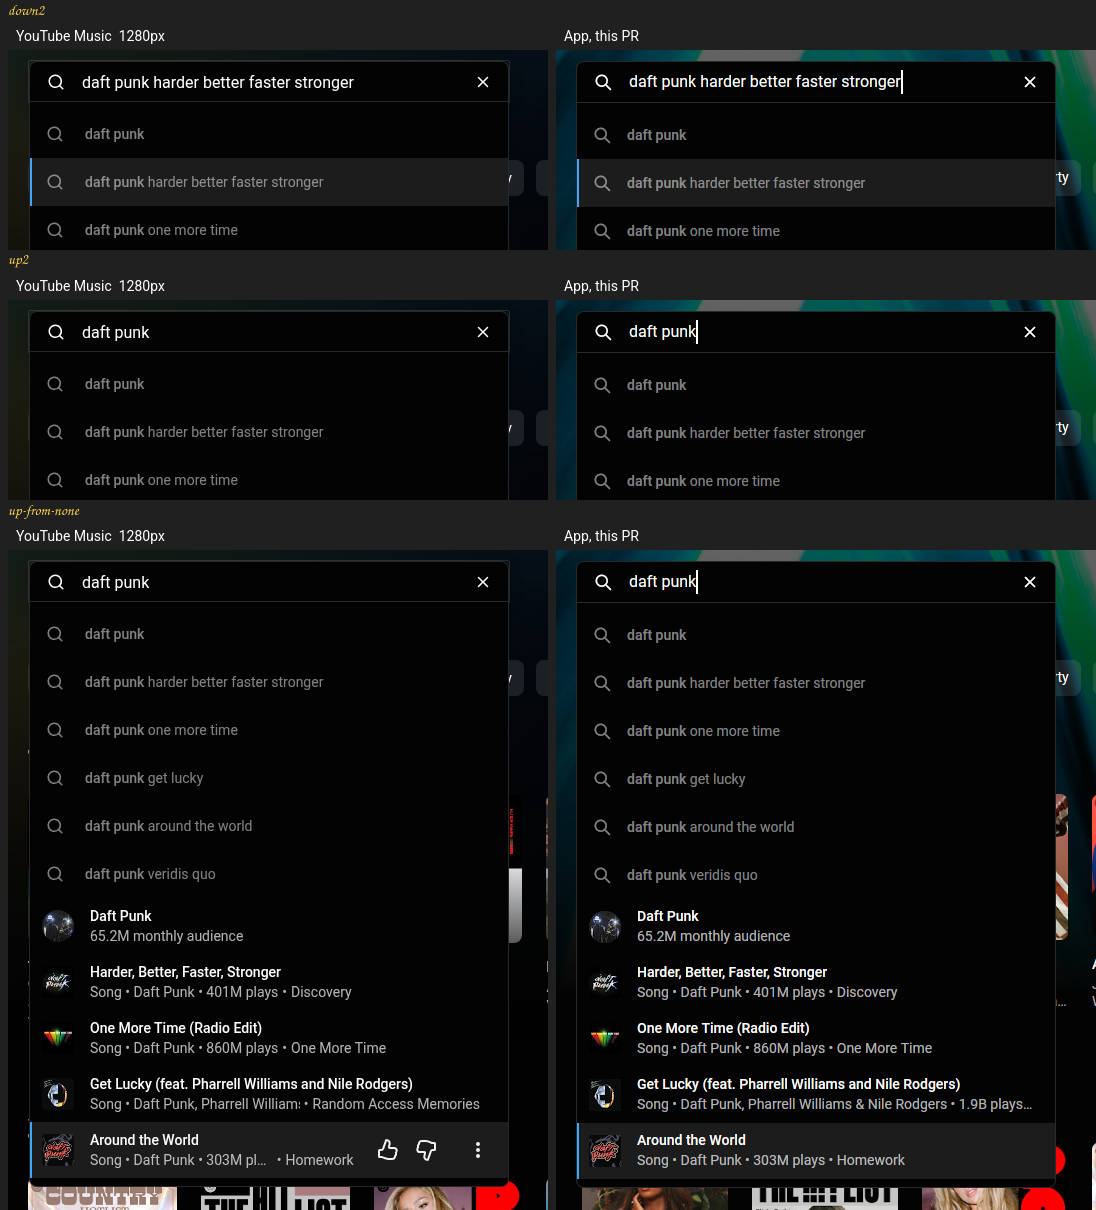 down2
YouTube Music 1280px
App, this PR
daft punk harder better faster stronger
daft punk harder better faster stronger
daft punk
daft punk
daft punk harder better faster stronger
daft punk harder better faster stronger
rty
daft punk one more time
daft punk one more time
up2
YouTube Music 1280px
App, this PR
daft punk
daft punk
daft punk
daft punk
daft punk harder better faster stronger
daft punk harder better faster stronger
rty
daft punk one more time
daft punk one more time
up-from-none
YouTube Music 1280px
App, this PR
daft punk
daft punk
daft punk
daft punk
daft punk harder better faster stronger
daft punk harder better faster stronger
rty
daft punk one more time
daft punk one more time
daft punk get lucky
daft punk get lucky
daft punk around the world
daft punk around the world
daft punk veridis quo
daft punk veridis quo
Daft Punk
65.2M monthly audience
Daft Punk
65.2M monthly audience
Harder, Better, Faster, Stronger
Song • Daft Punk • 401M plays • Discovery
Harder, Better, Faster, Stronger
Song • Daft Punk • 401M plays • Discovery
One More Time (Radio Edit)
Song • Daft Punk • 860M plays • One More Time
One More Time (Radio Edit)
Song • Daft Punk • 860M plays • One More Time
Get Lucky (feat. Pharrell Williams and Nile Rodgers)
Song • Daft Punk, Pharrell Williams • Random Access Memories
Get Lucky (feat. Pharrell Williams and Nile Rodgers)
Song • Daft Punk, Pharrell Williams & Nile Rodgers • 1.9B plays...
Around the World
Song • Daft Punk • 303M pl... • Homework
Around the World
Song • Daft Punk • 303M plays • Homework
COUNTRY
HOTLIST
THE HIT LIST
THE HIT LIST